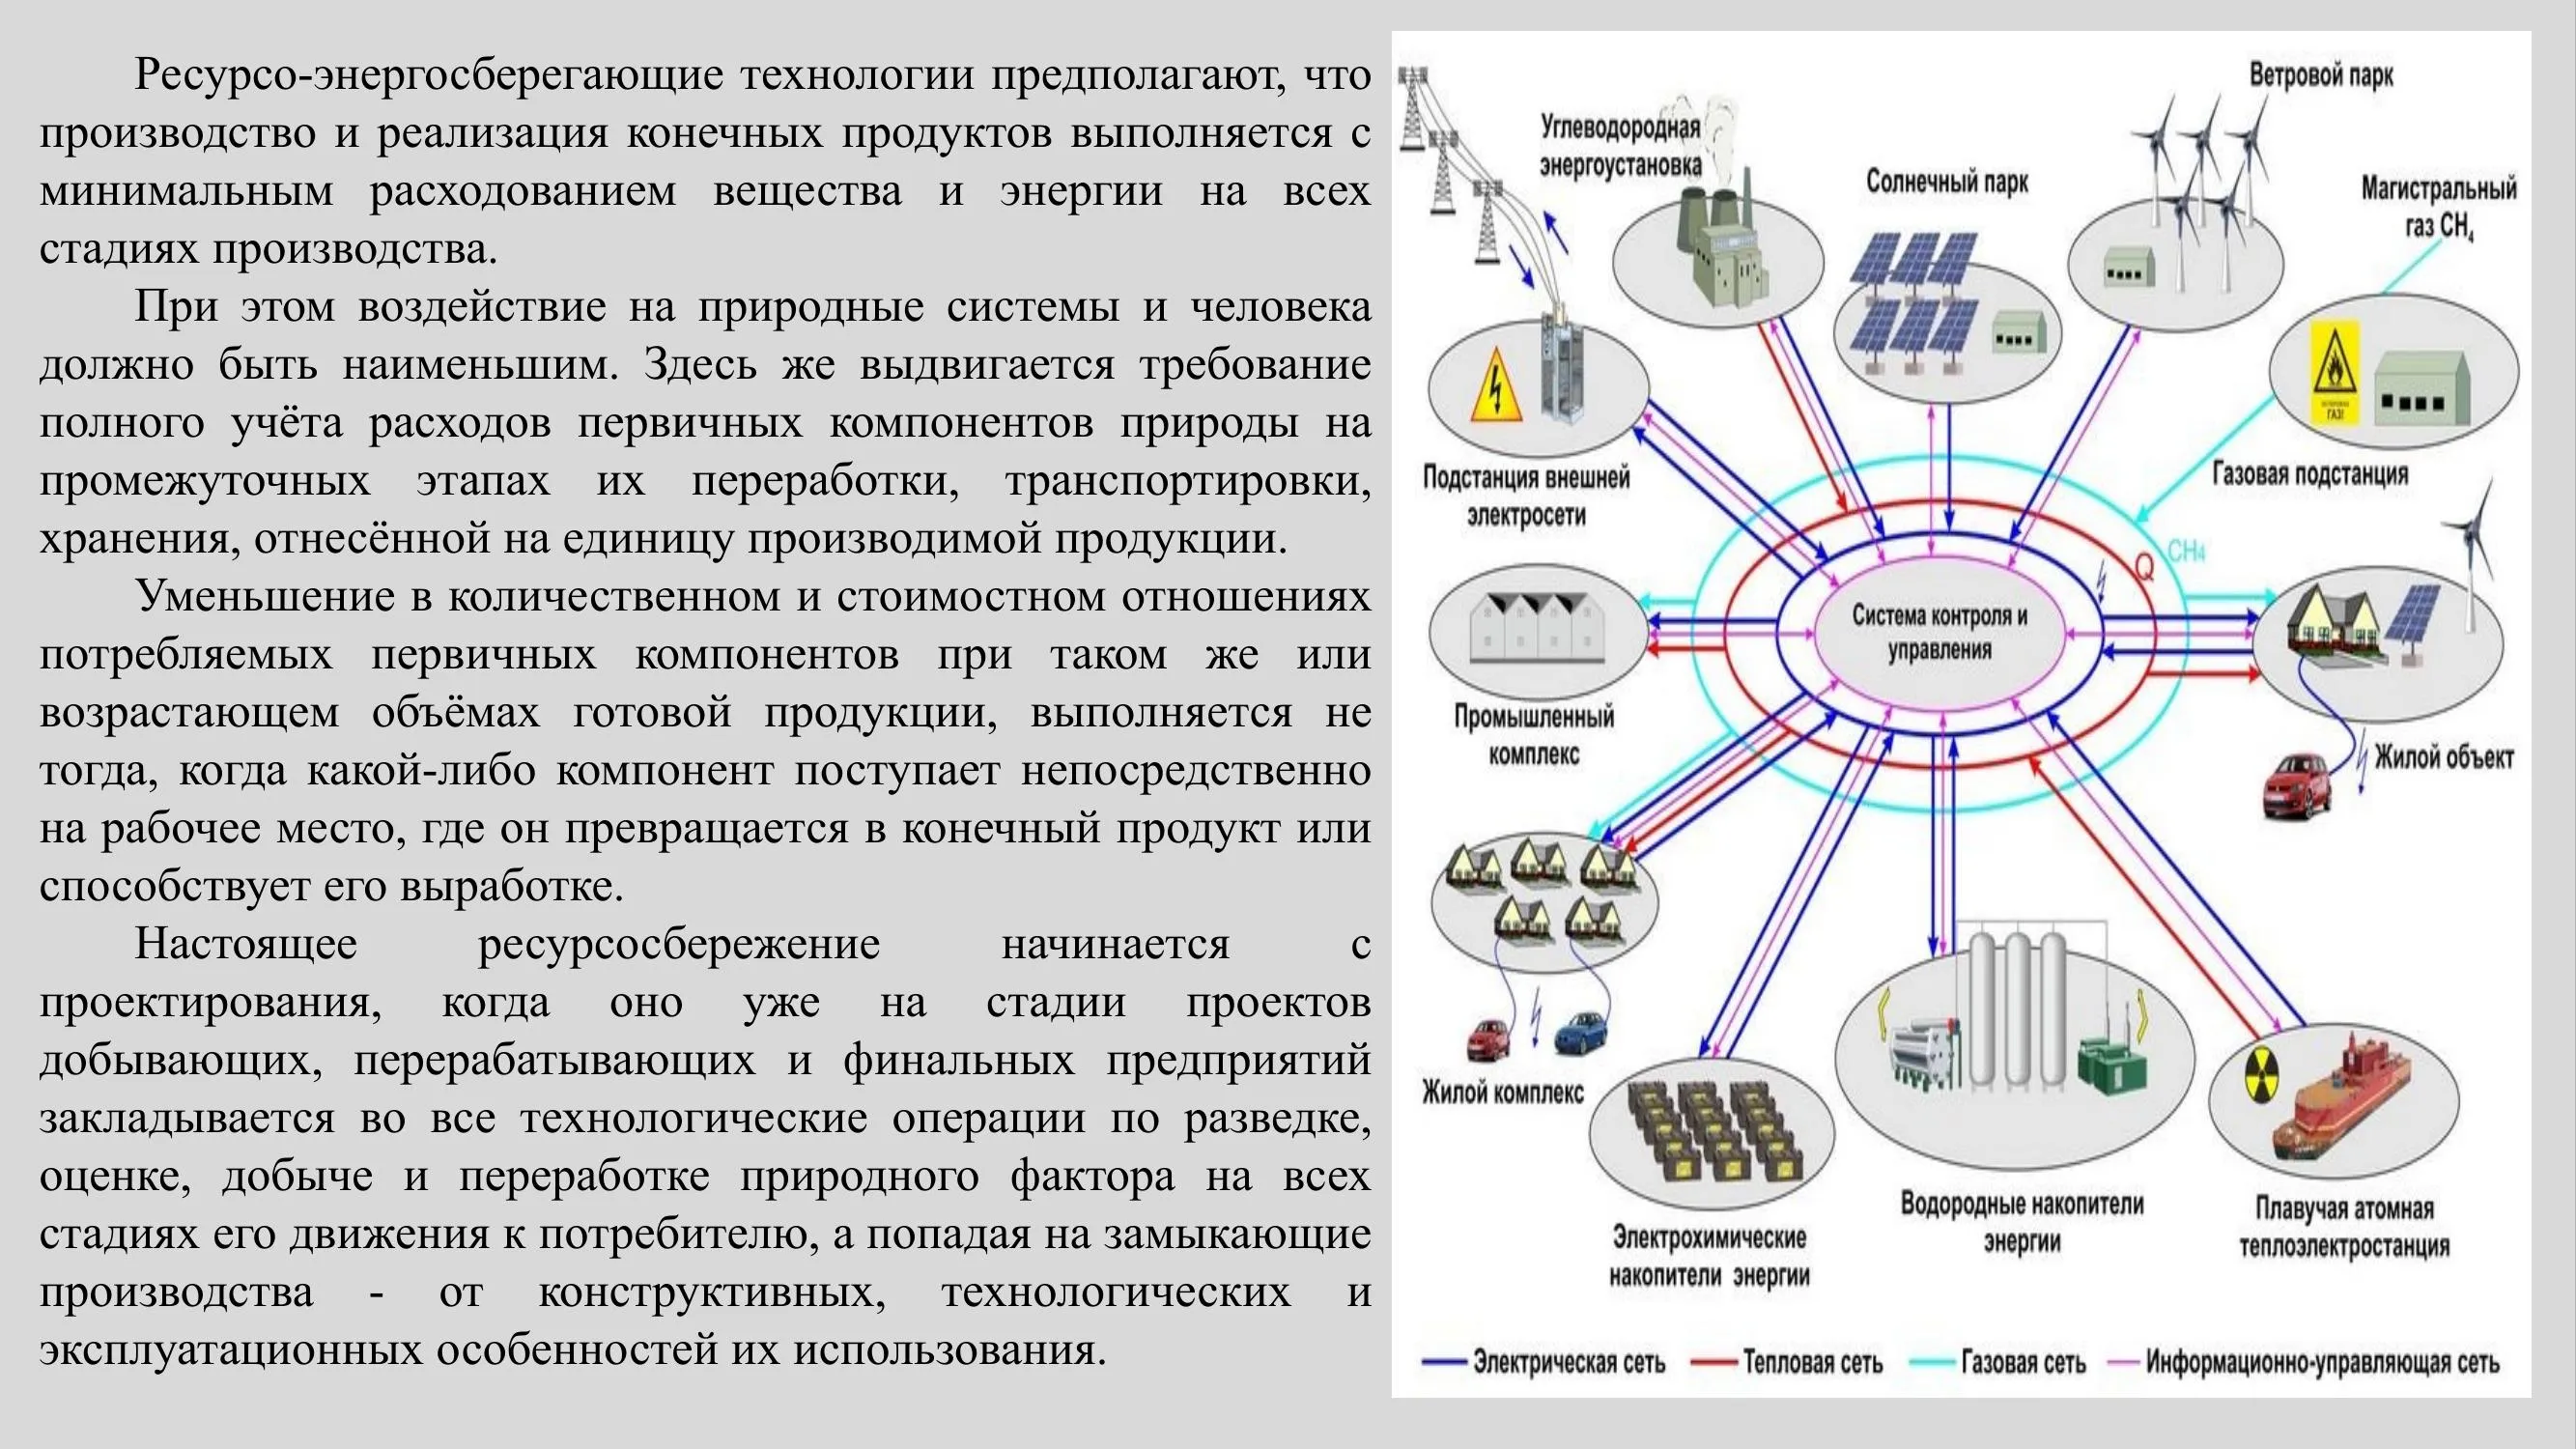 Ресурсо-энергосберегающие технологии предполагают, что
производство и реализация конечных продуктов выполняется с
минимальным расходованием вещества и энергии на всех
стадиях производства.
При этом воздействие на природные системы и человека
должно быть наименьшим. Здесь же выдвигается требование
полного учёта расходов первичных компонентов природы на
промежуточных этапах их переработки, транспортировки,
хранения, отнесённой на единицу производимой продукции.
Уменьшение в количественном и стоимостном отношениях
потребляемых первичных компонентов при таком же или
возрастающем объёмах готовой продукции, выполняется не
тогда, когда какой-либо компонент поступает непосредственно
на рабочее место, где он превращается в конечный продукт или
способствует его выработке.
Настоящее ресурсосбережение начинается с
проектирования, когда оно уже на стадии проектов
добывающих, перерабатывающих и финальных предприятий
закладывается во все технологические операции по разведке,
оценке, добыче и переработке природного фактора на всех
стадиях его движения к потребителю, а попадая на замыкающие
производства - от конструктивных, технологических и
эксплуатационных особенностей их использования.
Ветровой парк
Углеводородная
энергоустановка
Солнечный парк
Магистральный
газ CH₄
ГАЗ!
Подстанция внешней
электросети
Газовая подстанция
Q
CH₄
Система контроля и
управления
Промышленный
комплекс
Жилой объект
Жилой комплекс
Электрохимические
накопители энергии
Водородные накопители
энергии
Плавучая атомная
теплоэлектростанция
Электрическая сеть
Тепловая сеть
Газовая сеть
Информационно-управляющая сеть